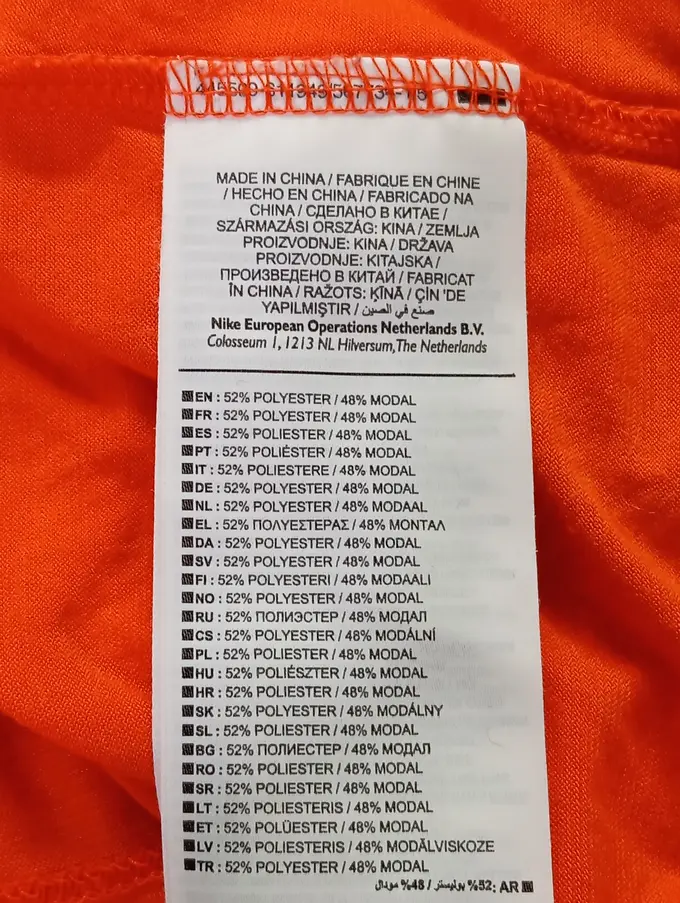 MADE IN CHINA / FABRIQUE EN CHINE
/ HECHO EN CHINA / FABRICADO NA
CHINA / СДЕЛАНО В КИТАЕ /
SZÁRMAZÁSI ORSZÁG: KINA / ZEMLJA
PROIZVODNJE: KINA / DRŽAVA
PROIZVODNJE: KITAJSKA /
ПРОИЗВЕДЕНО В КИТАЙ / FABRICAT
ÎN CHINA / RAŽOTS: ĶĪNĀ / ÇİN 'DE
YAPILMIŞTIR / صنع في الصين
Nike European Operations Netherlands B.V.
Colosseum 1, 1213 NL Hilversum, The Netherlands
EN : 52% POLYESTER / 48% MODAL
FR : 52% POLYESTER / 48% MODAL
ES : 52% POLIESTER / 48% MODAL
PT : 52% POLIÉSTER / 48% MODAL
IT : 52% POLIESTERE / 48% MODAL
DE : 52% POLYESTER / 48% MODAL
NL : 52% POLYESTER / 48% MODAAL
EL : 52% ΠΟΛΥΕΣΤΕΡΑΣ / 48% ΜΟΝΤΑΛ
DA : 52% POLYESTER / 48% MODAL
SV : 52% POLYESTER / 48% MODAL
FI : 52% POLYESTERI / 48% MODAALI
NO : 52% POLYESTER / 48% MODAL
RU : 52% ПОЛИЭСТЕР / 48% МОДАЛ
CS : 52% POLYESTER / 48% MODÁLNÍ
PL : 52% POLIESTER / 48% MODAL
HU : 52% POLIÉSZTER / 48% MODAL
HR : 52% POLIESTER / 48% MODAL
SK : 52% POLYESTER / 48% MODÁLNY
SL : 52% POLIESTER / 48% MODAL
BG : 52% ПОЛИЕСТЕР / 48% МОДАЛ
RO : 52% POLIESTER / 48% MODAL
SR : 52% POLIESTER / 48% MODAL
LT : 52% POLIESTERIS / 48% MODAL
ET : 52% POLÜESTER / 48% MODAL
LV : 52% POLIESTERIS / 48% MODĀLVISKOZE
TR : 52% POLYESTER / 48% MODAL
AR :52% بوليستر / 48% مودال